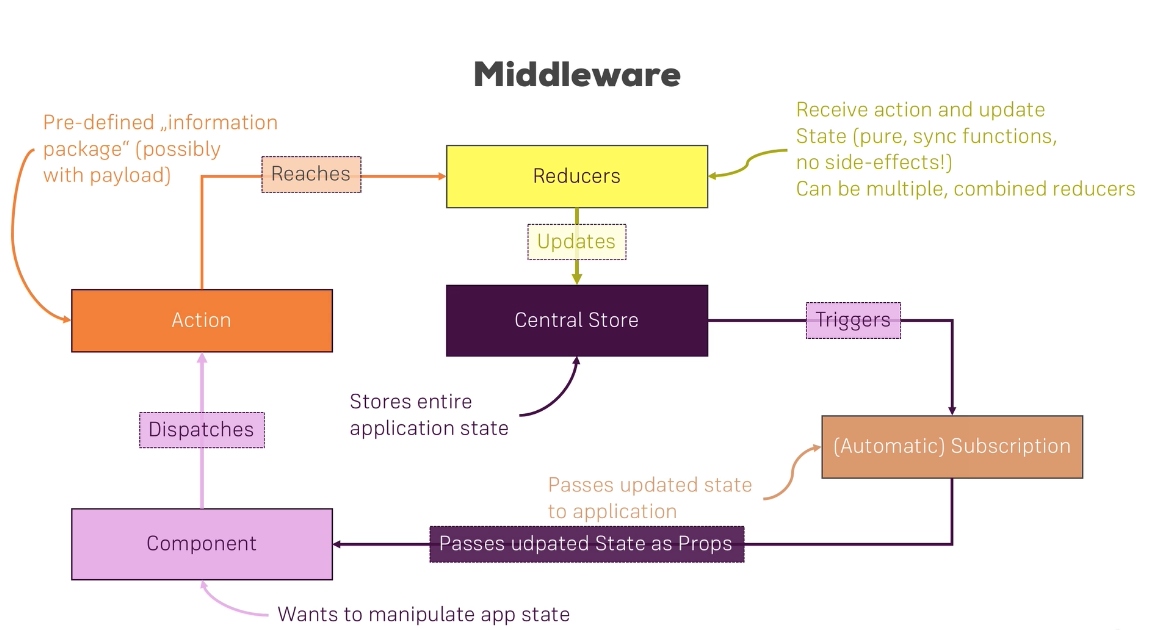 Middleware
Pre-defined „information
package“ (possibly
with payload)
Reaches
Reducers
Receive action and update
State (pure, sync functions,
no side-effects!)
Can be multiple, combined reducers
Updates
Action
Central Store
Triggers
Stores entire
application state
Dispatches
(Automatic) Subscription
Passes updated state
to application
Component
Passes udpated State as Props
Wants to manipulate app state